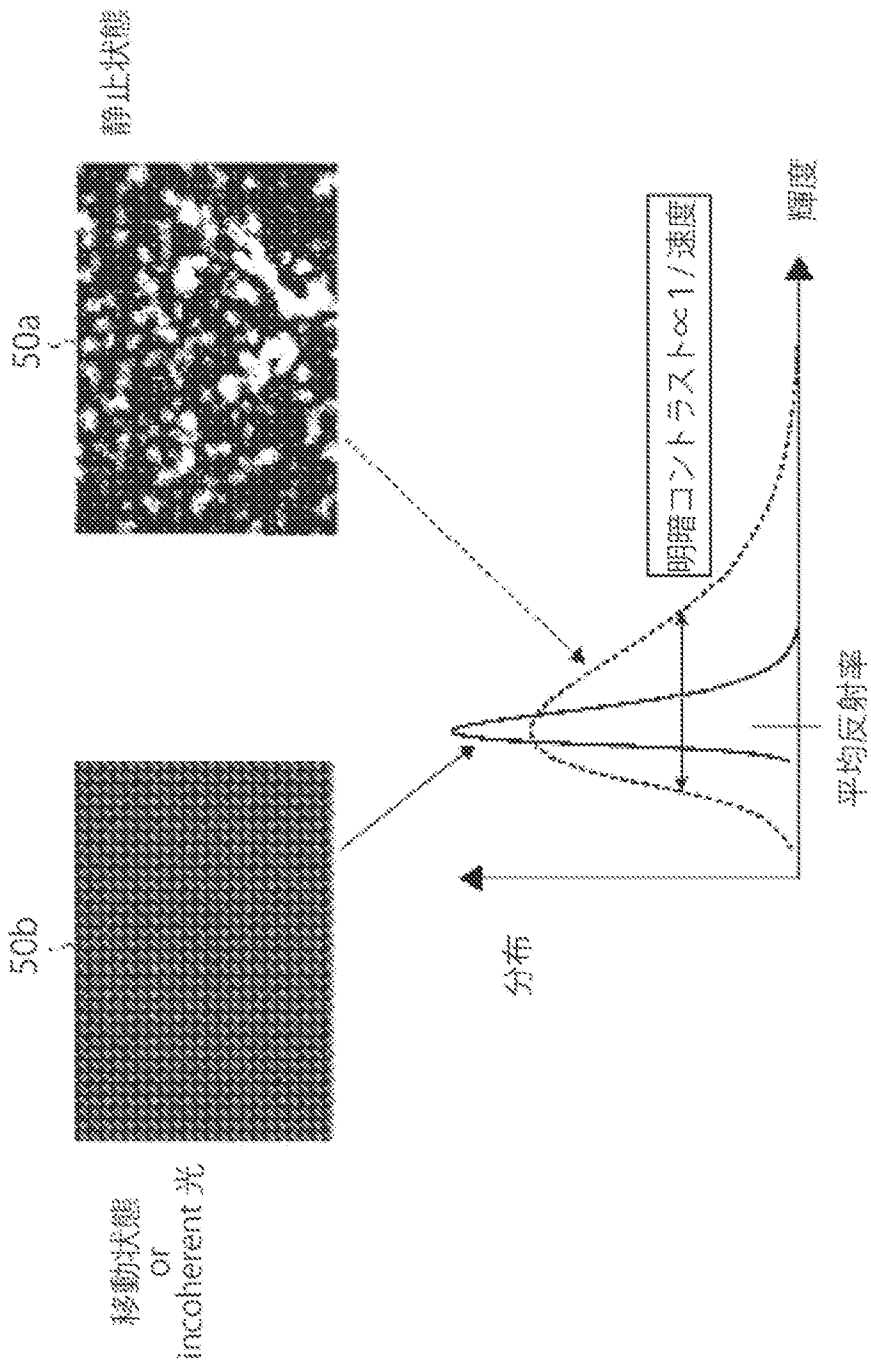 50b
50a
移動状態
or
incoherent 光
静止状態
分布
明暗コントラスト∝1 / 速度
輝度
平均反射率